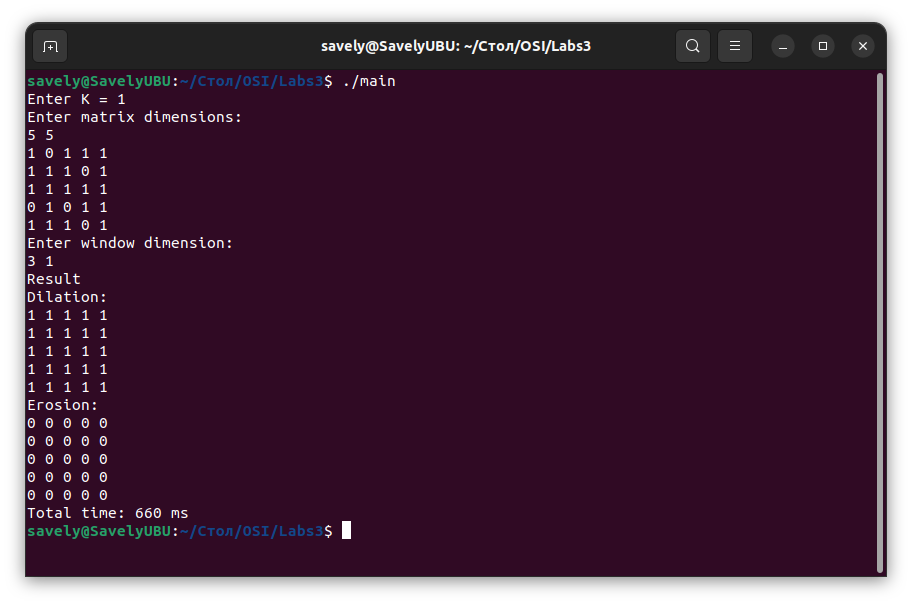 savely@SavelyUBU: ~/Стол/OSI/Labs3
savely@SavelyUBU:~/Стол/OSI/Labs3$ ./main
Enter K = 1
Enter matrix dimensions:
5 5
1 0 1 1 1
1 1 1 0 1
1 1 1 1 1
0 1 0 1 1
1 1 1 0 1
Enter window dimension:
3 1
Result
Dilation:
1 1 1 1 1
1 1 1 1 1
1 1 1 1 1
1 1 1 1 1
1 1 1 1 1
Erosion:
0 0 0 0 0
0 0 0 0 0
0 0 0 0 0
0 0 0 0 0
0 0 0 0 0
Total time: 660 ms
savely@SavelyUBU:~/Стол/OSI/Labs3$